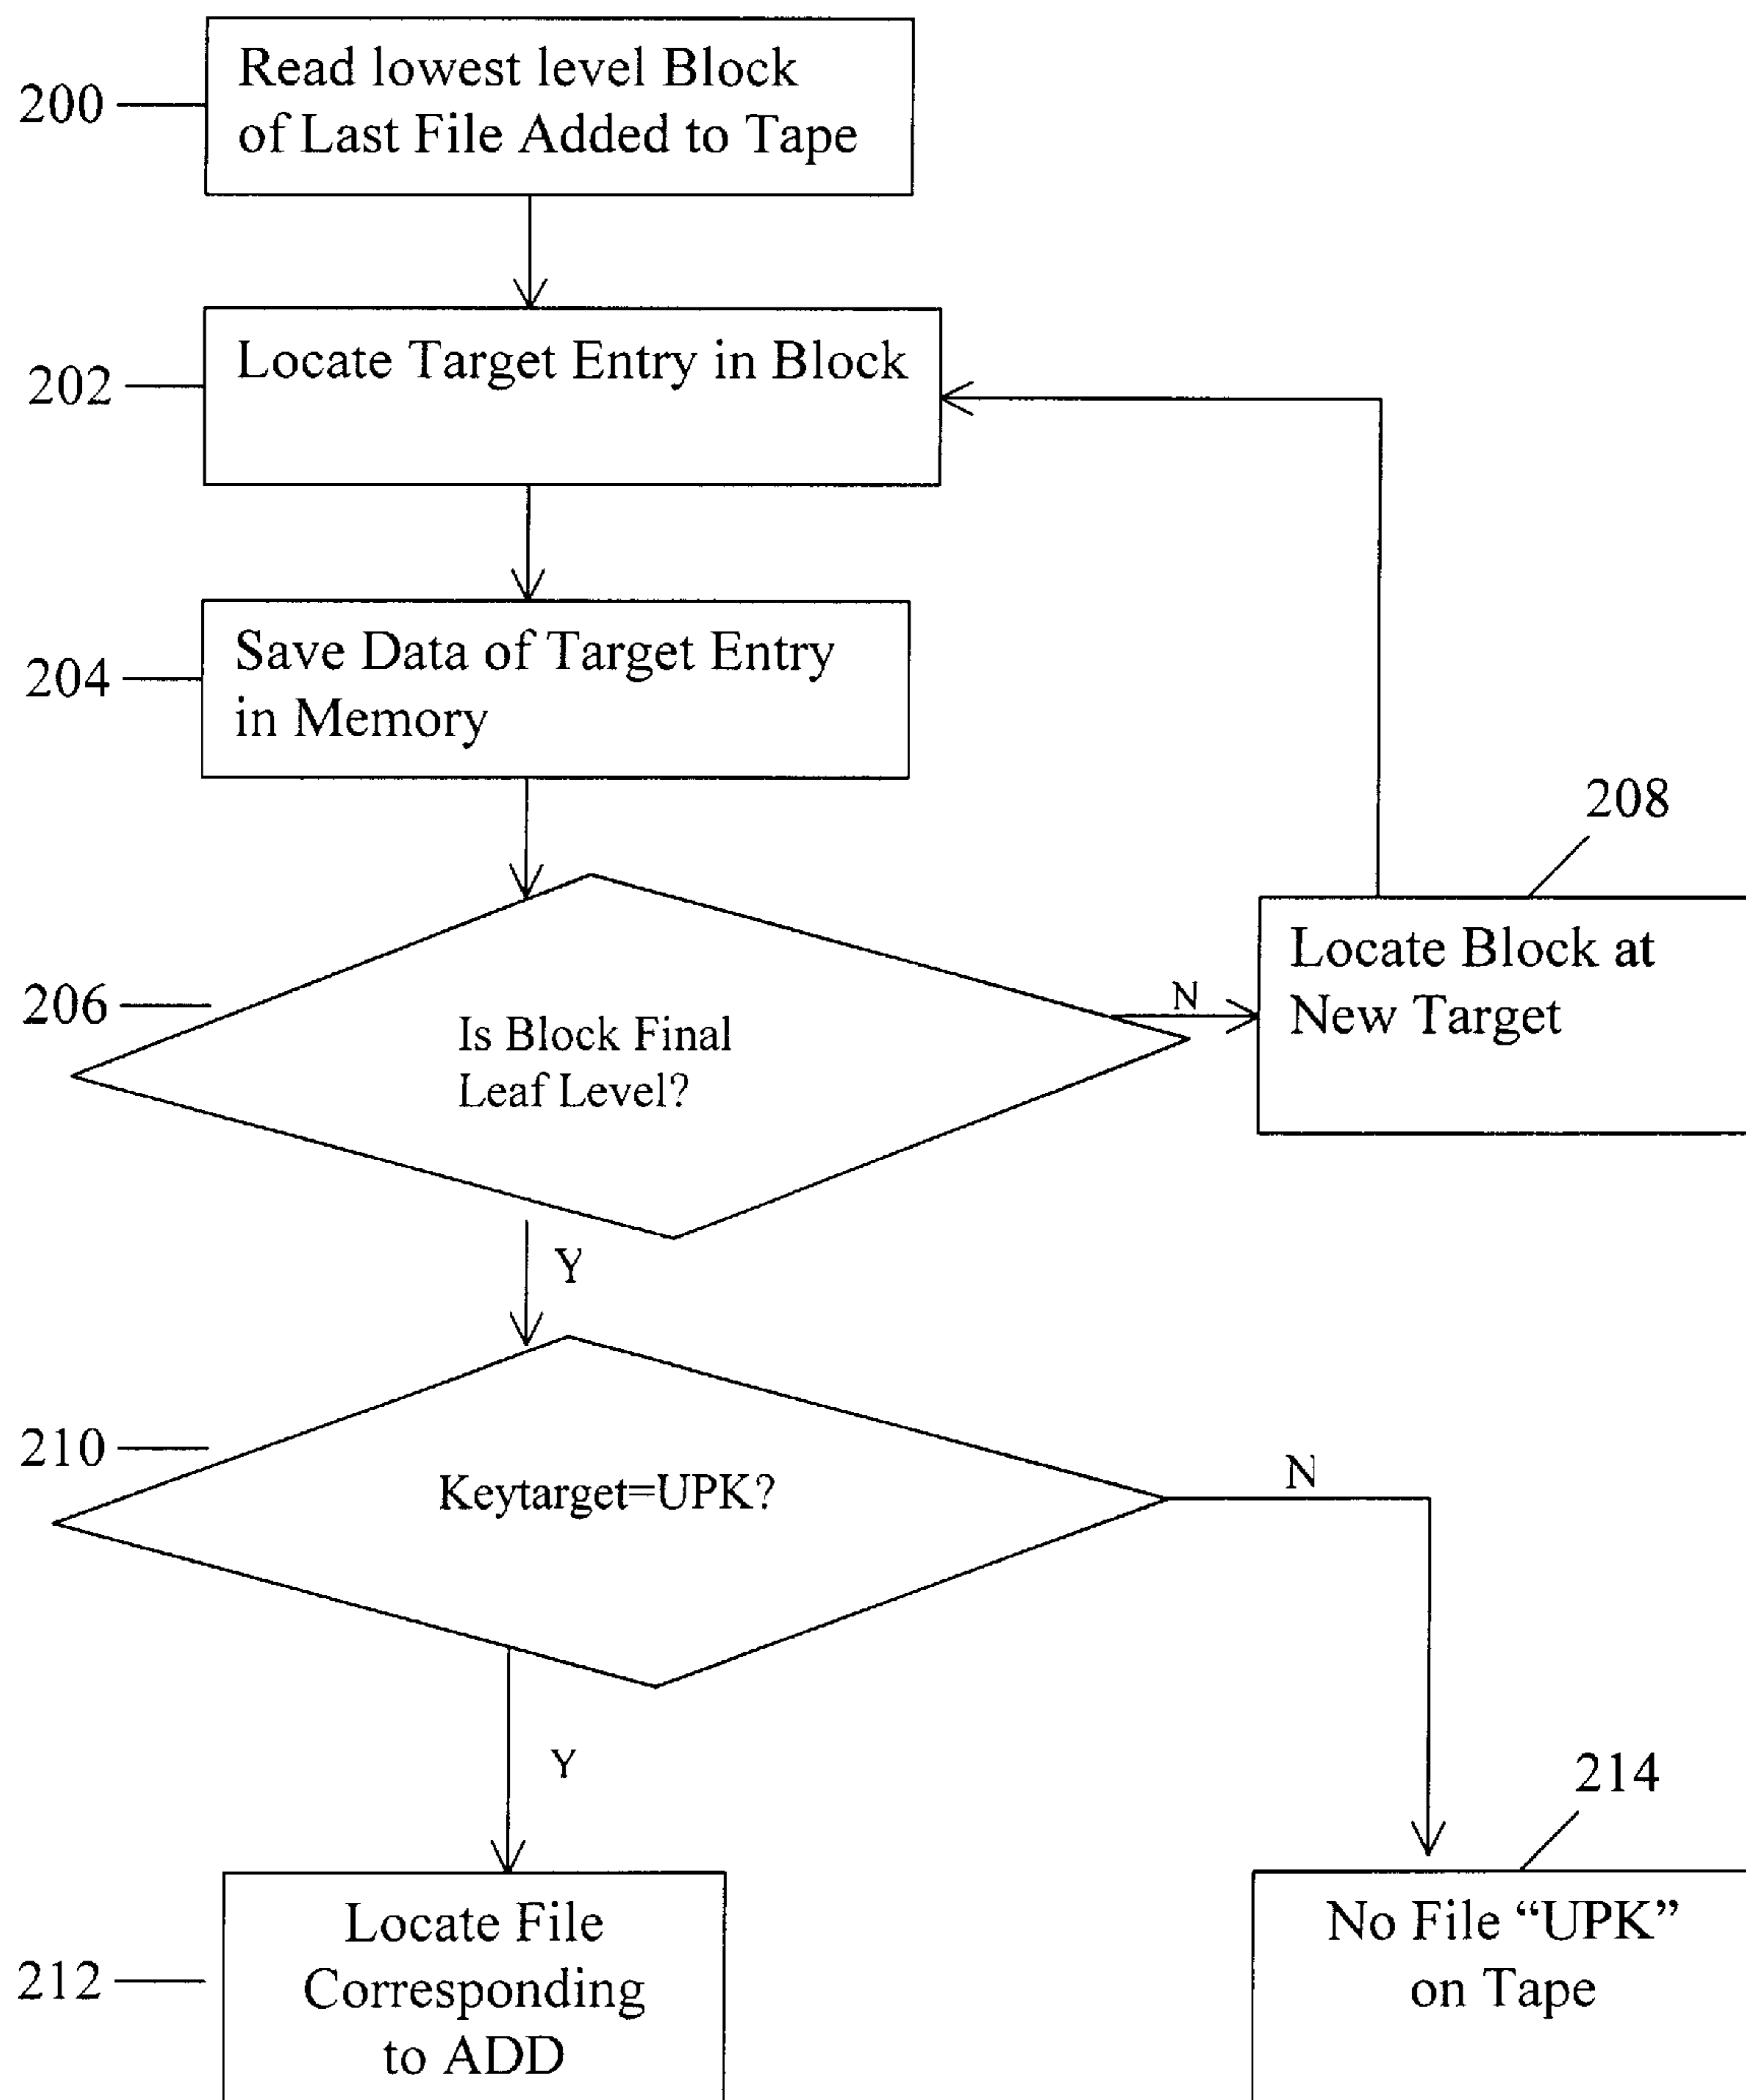 200
Read lowest level Block
of Last File Added to Tape
202
Locate Target Entry in Block
204
Save Data of Target Entry
in Memory
208
Locate Block at
New Target
206
Is Block Final
Leaf Level?
N
Y
210
Keytarget=UPK?
N
Y
214
212
Locate File
Corresponding
to ADD
No File “UPK”
on Tape